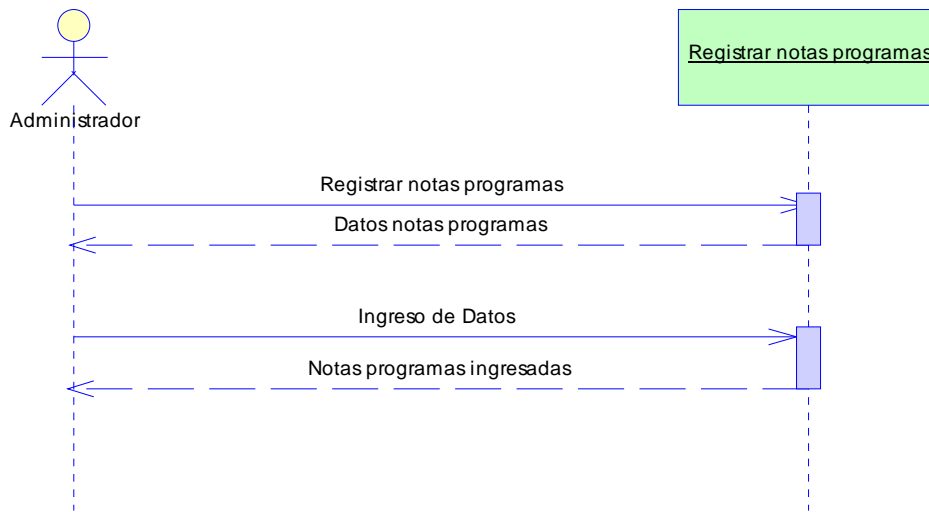 Registrar notas programas
Administrador
Registrar notas programas
Datos notas programas
Ingreso de Datos
Notas programas ingresadas